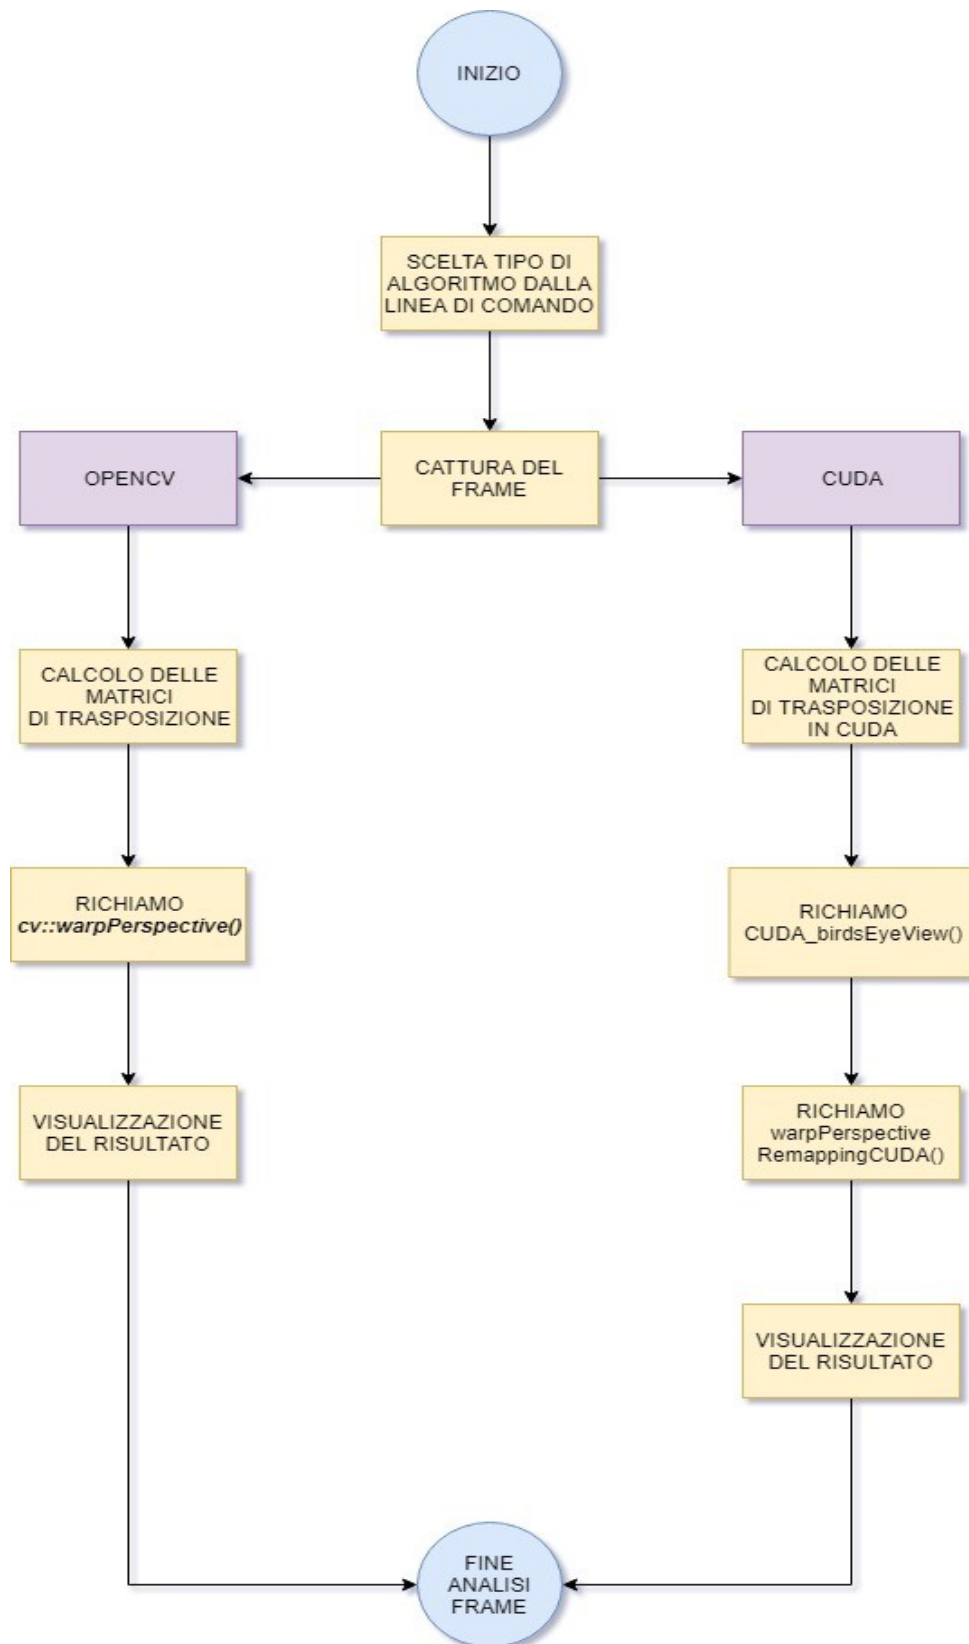 INIZIO
SCELTA TIPO DI
ALGORITMO DALLA
LINEA DI COMANDO
OPENCV
CATTURA DEL
FRAME
CUDA
CALCOLO DELLE
MATRICI
DI TRASPOSIZIONE
CALCOLO DELLE
MATRICI
DI TRASPOSIZIONE
IN CUDA
RICHIAMO
cv::warpPerspective()
RICHIAMO
CUDA_birdsEyeView()
VISUALIZZAZIONE
DEL RISULTATO
RICHIAMO
warpPerspective
RemappingCUDA()
VISUALIZZAZIONE
DEL RISULTATO
FINE
ANALISI
FRAME